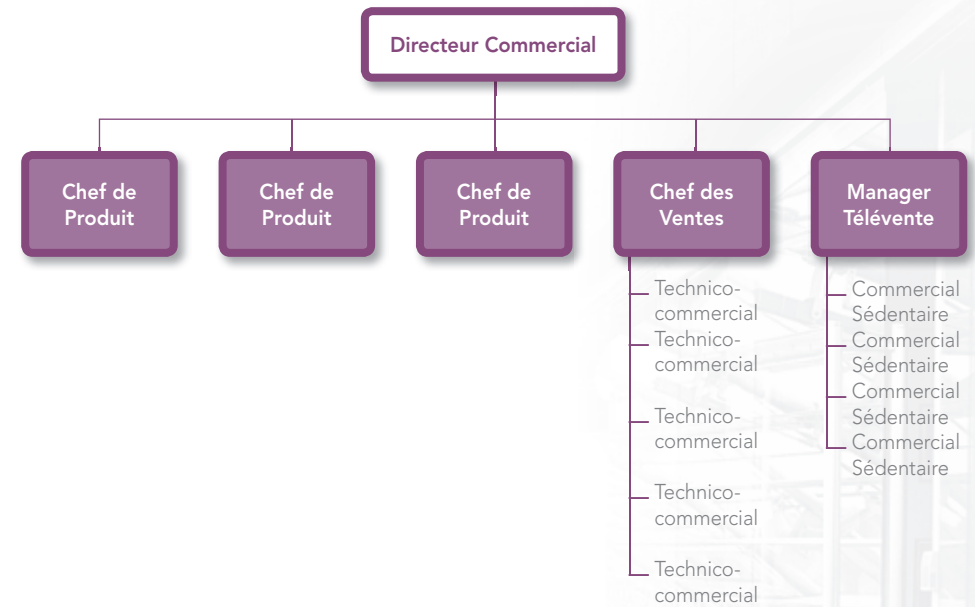 Directeur Commercial
Chef de
Produit
Chef de
Produit
Chef de
Produit
Chef des
Ventes
Manager
Télévente
Technico-
commercial
Technico-
commercial
Technico-
commercial
Technico-
commercial
Technico-
commercial
Commercial
Sédentaire
Commercial
Sédentaire
Commercial
Sédentaire
Commercial
Sédentaire